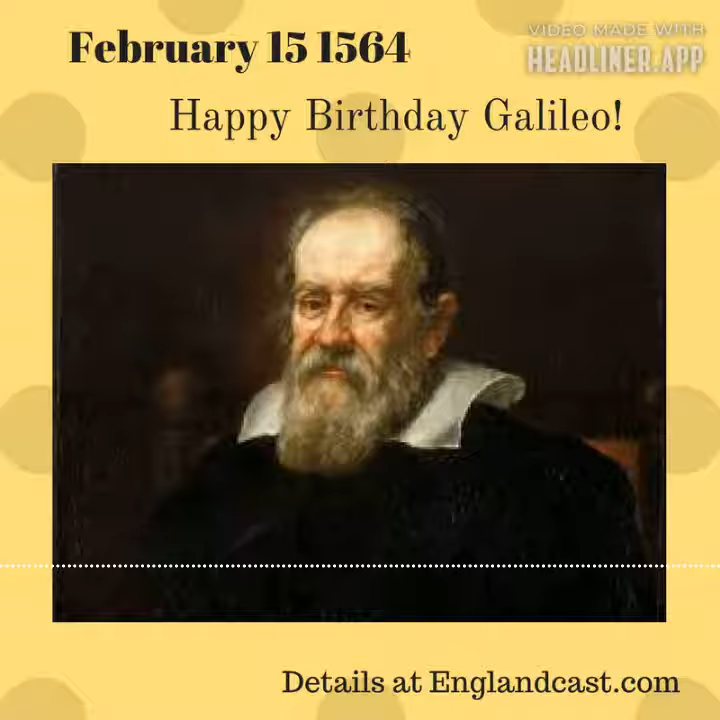 February 15 1564
VIDEO MADE WITH
HEADLINER.APP
Happy Birthday Galileo!
Details at Englandcast.com